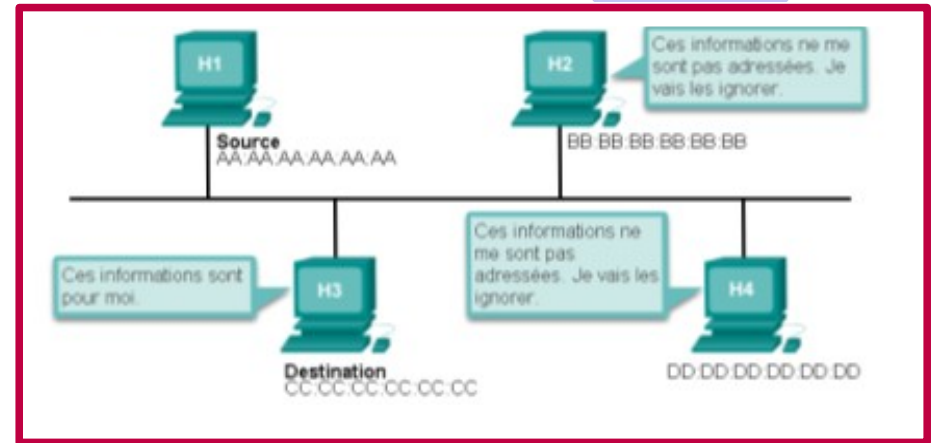 H1
H2
Ces informations ne me
sont pas adressées. Je
vais les ignorer.
Source
AA:AA:AA:AA:AA:AA
BB:BB:BB:BB:BB:BB
Ces informations sont
pour moi.
H3
Ces informations ne
me sont pas
adressées. Je vais les
ignorer.
H4
Destination
CC:CC:CC:CC:CC:CC
DD:DD:DD:DD:DD:DD